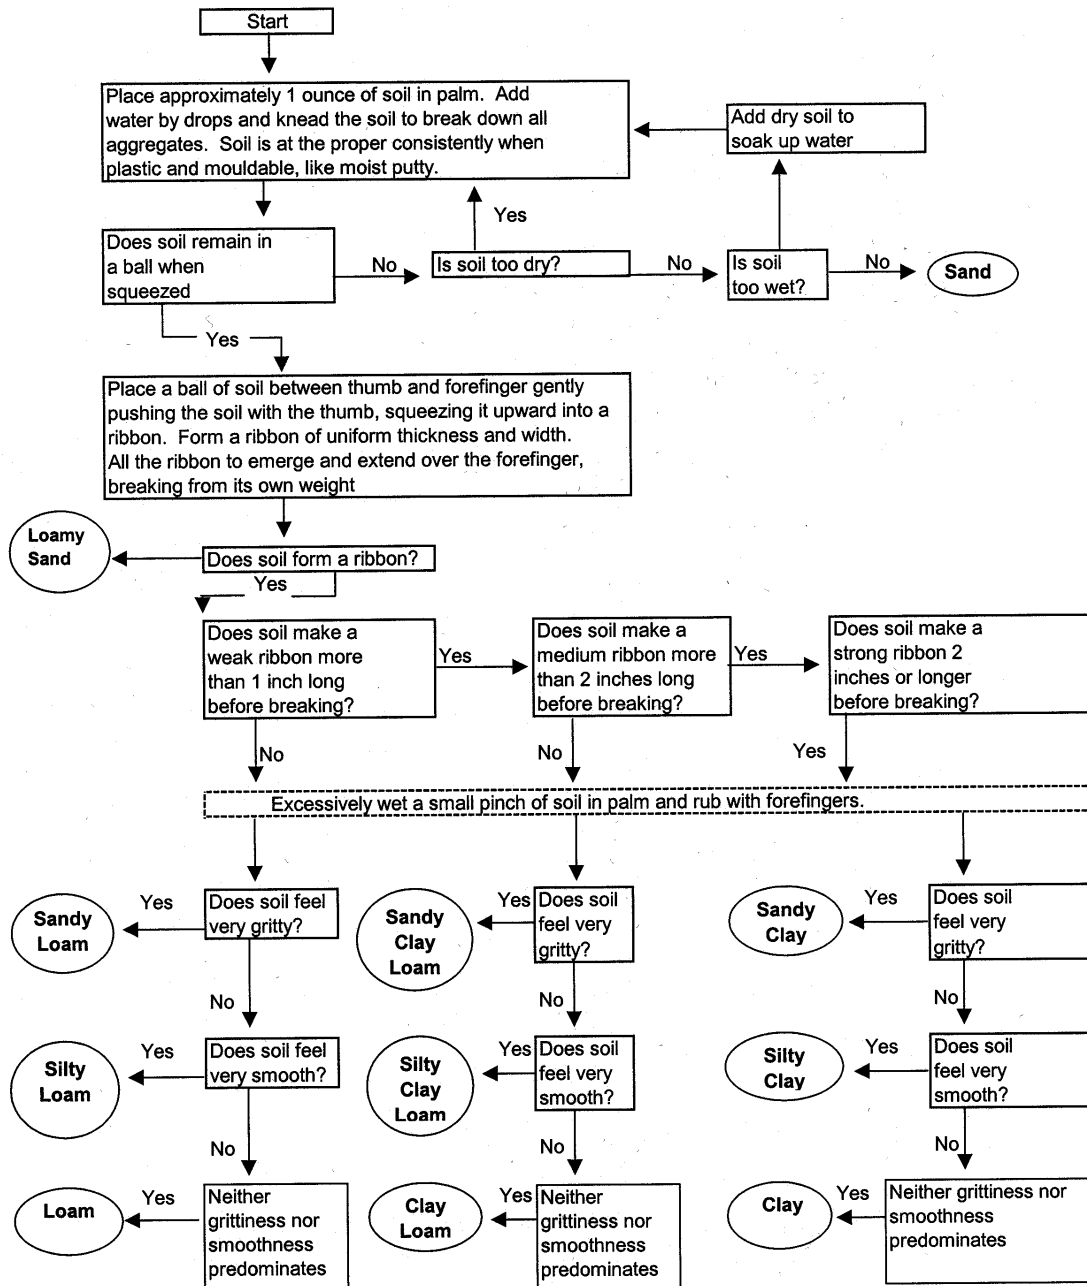 Start
Place approximately 1 ounce of soil in palm. Add
water by drops and knead the soil to break down all
aggregates. Soil is at the proper consistently when
plastic and mouldable, like moist putty.
Add dry soil to
soak up water
Yes
Does soil remain in
a ball when
squeezed
No
Is soil too dry?
No
Is soil
too wet?
No
Sand
Yes
Place a ball of soil between thumb and forefinger gently
pushing the soil with the thumb, squeezing it upward into a
ribbon. Form a ribbon of uniform thickness and width.
All the ribbon to emerge and extend over the forefinger,
breaking from its own weight
Loamy
Sand
Does soil form a ribbon?
Yes
Does soil make a
weak ribbon more
than 1 inch long
before breaking?
Yes
Does soil make a
medium ribbon more
than 2 inches long
before breaking?
Yes
Does soil make a
strong ribbon 2
inches or longer
before breaking?
No
No
Yes
Excessively wet a small pinch of soil in palm and rub with forefingers.
Sandy
Loam
Yes
Does soil feel
very gritty?
Sandy
Clay
Loam
Yes
Does soil
feel very
gritty?
Sandy
Clay
Yes
Does soil
feel very
gritty?
No
No
No
Silty
Loam
Yes
Does soil feel
very smooth?
Silty
Clay
Loam
Yes
Does soil
feel very
smooth?
Silty
Clay
Yes
Does soil
feel very
smooth?
No
No
No
Loam
Yes
Neither
grittiness nor
smoothness
predominates
Clay
Loam
Yes
Neither
grittiness nor
smoothness
predominates
Clay
Yes
Neither grittiness nor
smoothness
predominates